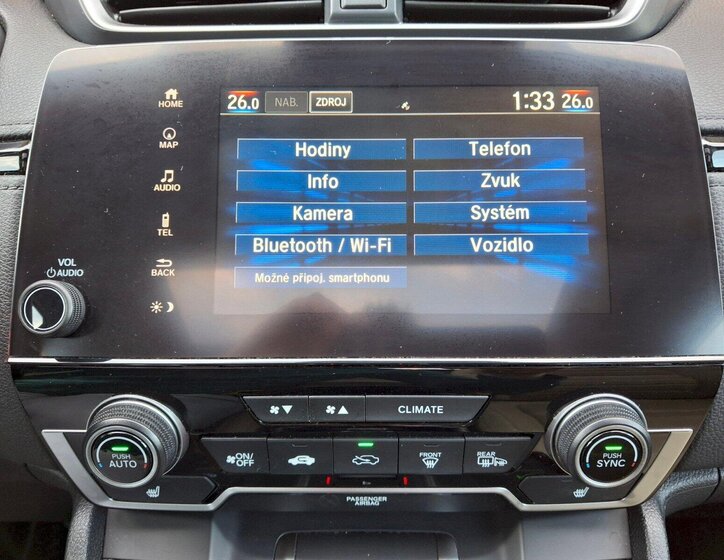 26.0 NAB. ZDROJ 1:33 26.0
HOME
MAP
AUDIO
TEL
BACK
VOL
AUDIO
Hodiny Telefon
Info Zvuk
Kamera Systém
Bluetooth / Wi-Fi Vozidlo
Možné připoj. smartphonu
CLIMATE
PUSH
AUTO
ON/
OFF
FRONT
REAR
PUSH
SYNC
PASSENGER
AIRBAG